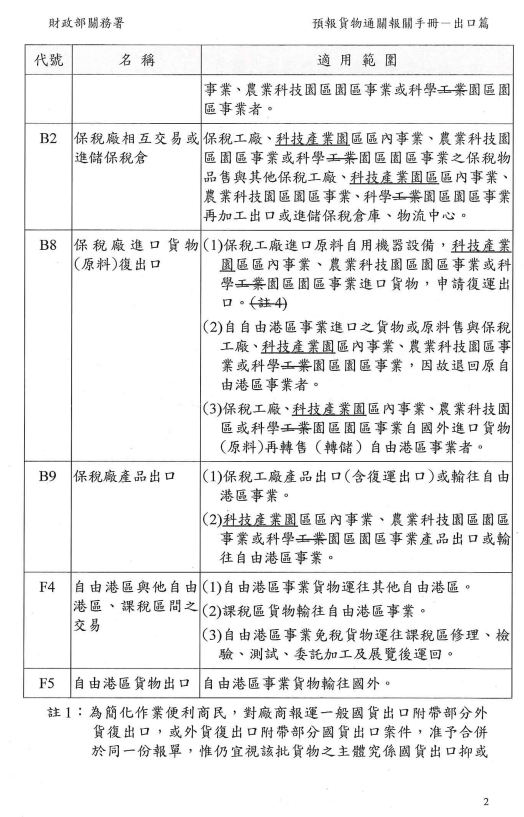 財政部關務署 預報貨物通關報關手冊－出口篇
代號 名稱 適用範圍
事業、農業科技園區園區事業或科學工業園區園
區事業者。
B2 保稅廠相互交易或 保稅工廠、科技產業園區區內事業、農業科技園
進儲保稅倉 區園區事業或科學工業園區園區事業之保稅物
品售與其他保稅工廠、科技產業園區區內事業、
農業科技園區園區事業、科學工業園區園區事業
再加工出口或進儲保稅倉庫、物流中心。
B8 保稅廠進口貨物 (1)保稅工廠進口原料自用機器設備，科技產業
(原料)復出口 園區區內事業、農業科技園區園區事業或科
學工業園區園區事業進口貨物，申請復運出
口。(註4)
(2)自自由港區事業進口之貨物或原料售與保稅
工廠、科技產業園區內事業、農業科技園區事
業或科學工業園區園區事業，因故退回原自
由港區事業者。
(3)保稅工廠、科技產業園區內事業、農業科技園
區或科學工業園區園區事業自國外進口貨物
(原料)再轉售（轉儲）自由港區事業者。
B9 保稅廠產品出口 (1)保稅工廠產品出口(含復運出口)或輸往自由
港區事業。
(2)科技產業園區區內事業、農業科技園區園區
事業或科學工業園區園區事業產品出口或輸
往自由港區事業。
F4 自由港區與他自由 (1)自由港區事業貨物運往其他自由港區。
港區、課稅區間之 (2)課稅區貨物輸往自由港區事業。
交易 (3)自由港區事業免稅貨物運往課稅區修理、檢
驗、測試、委託加工及展覽後運回。
F5 自由港區貨物出口 自由港區事業貨物輸往國外。
註1：為簡化作業便利商民，對廠商報運一般國貨出口附帶部分外
貨復出口，或外貨復出口附帶部分國貨出口案件，准予合併
於同一份報單，惟仍宜視該批貨物之主體究係國貨出口抑或
2